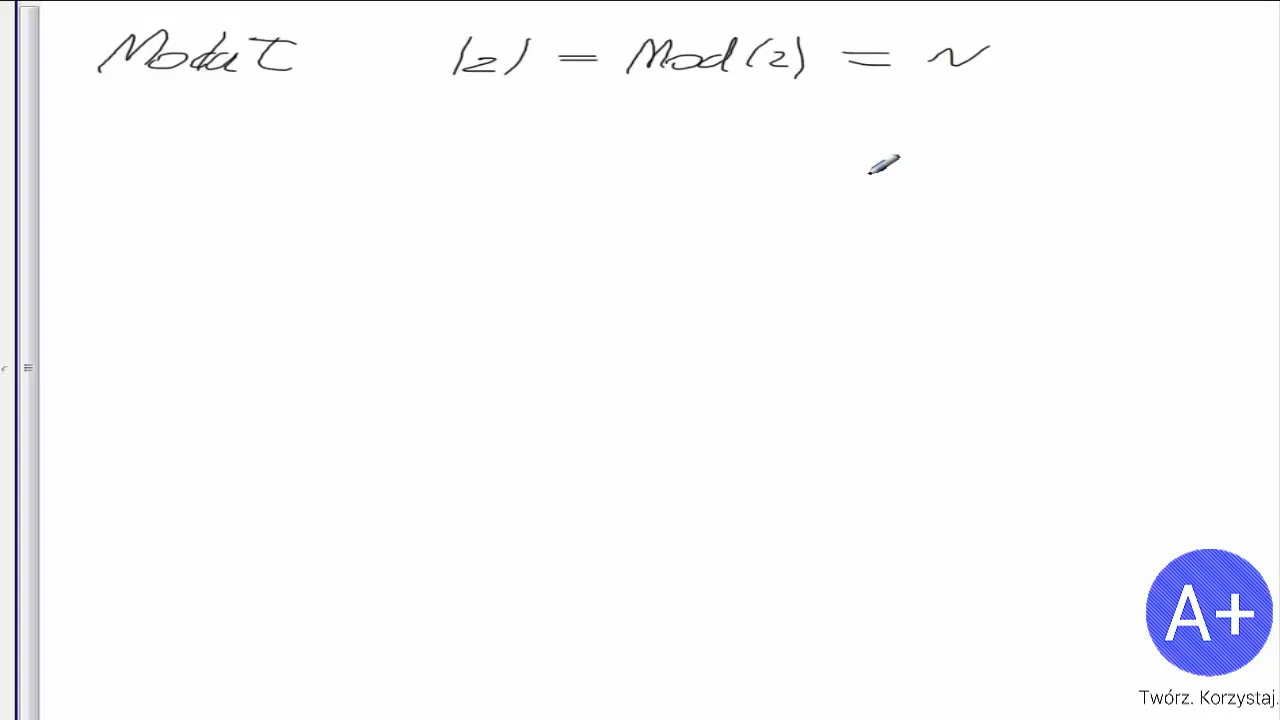 Moduł |z| = Mod(z) = r
A+
Twórz. Korzystaj.